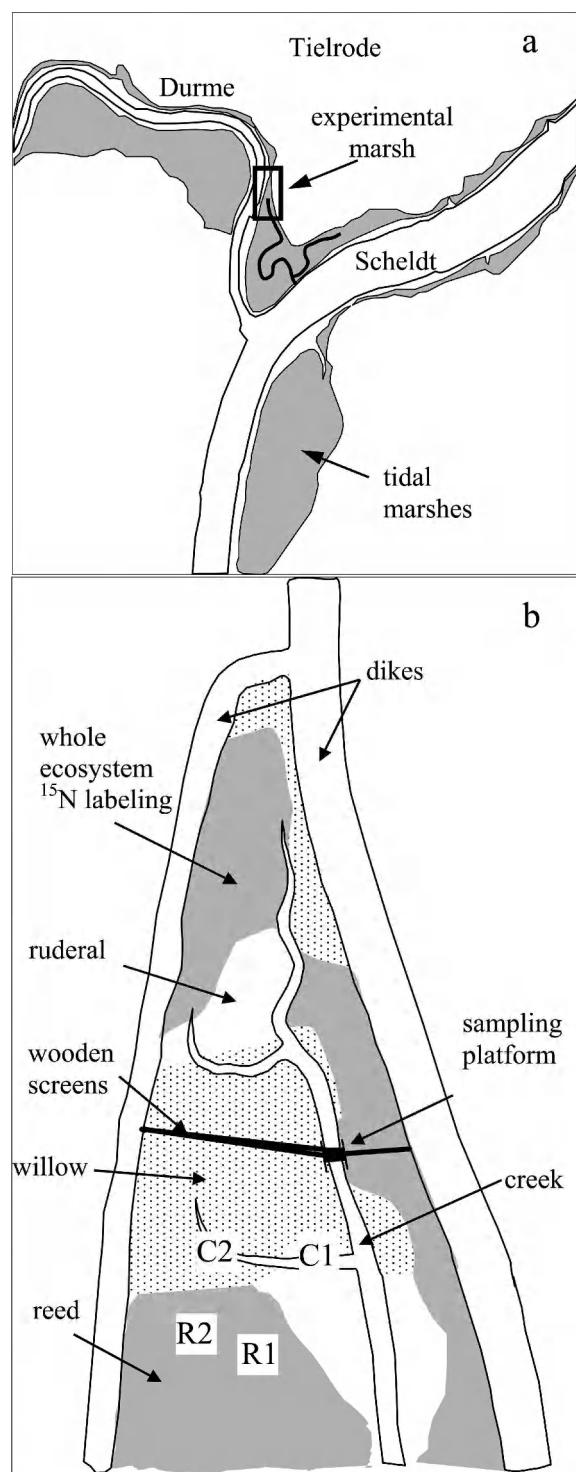 a
Tielrode
Durme
experimental
marsh
Scheldt
tidal
marshes
b
dikes
whole
ecosystem
¹⁵N labeling
ruderal
sampling
platform
wooden
screens
willow
creek
C2 C1
reed
R2 R1